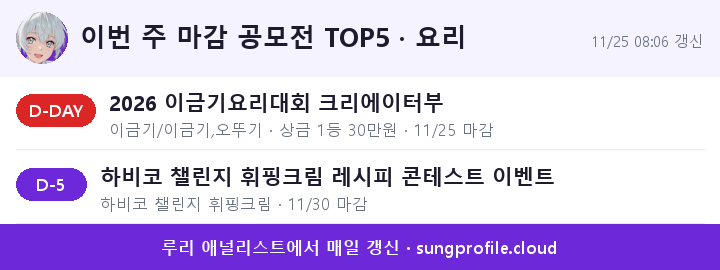 이번 주 마감 공모전 TOP5 · 요리
11/25 08:06 갱신
D-DAY
2026 이금기요리대회 크리에이터부
이금기/이금기,오뚜기 · 상금 1등 30만원 · 11/25 마감
D-5
하비코 챌린지 휘핑크림 레시피 콘테스트 이벤트
하비코 챌린지 휘핑크림 · 11/30 마감
루리 애널리스트에서 매일 갱신 · sungprofile.cloud